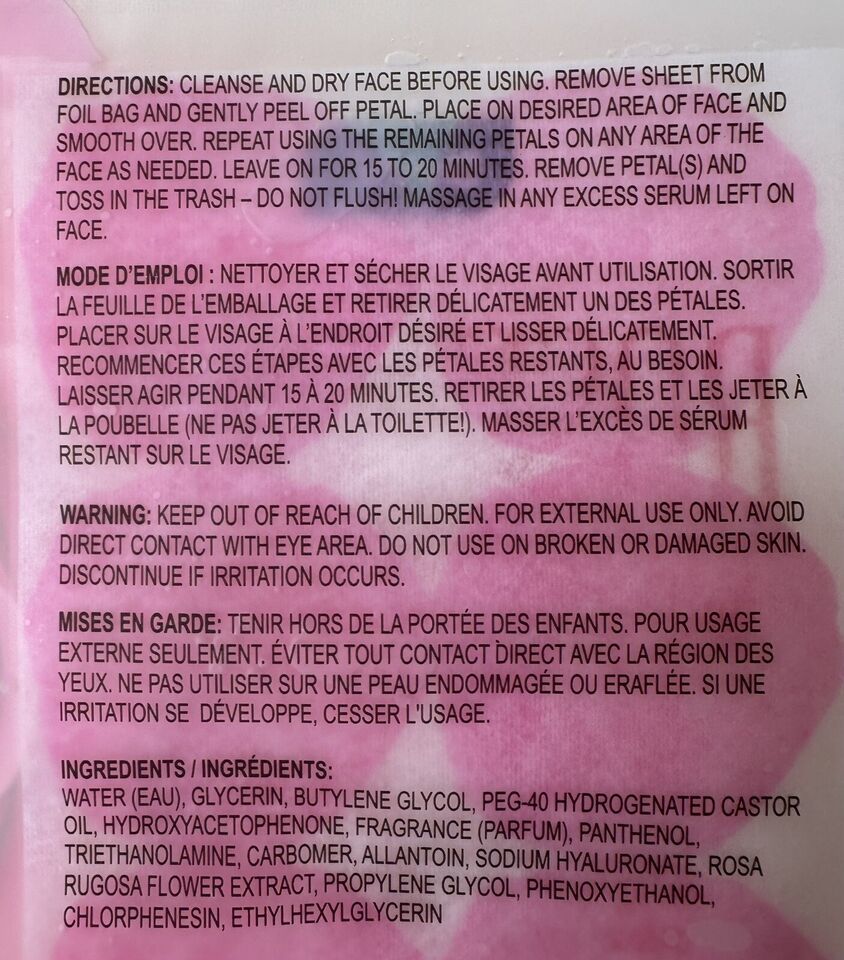 DIRECTIONS: CLEANSE AND DRY FACE BEFORE USING. REMOVE SHEET FROM
FOIL BAG AND GENTLY PEEL OFF PETAL. PLACE ON DESIRED AREA OF FACE AND
SMOOTH OVER. REPEAT USING THE REMAINING PETALS ON ANY AREA OF THE
FACE AS NEEDED. LEAVE ON FOR 15 TO 20 MINUTES. REMOVE PETAL(S) AND
TOSS IN THE TRASH – DO NOT FLUSH! MASSAGE IN ANY EXCESS SERUM LEFT ON
FACE.
MODE D'EMPLOI : NETTOYER ET SÉCHER LE VISAGE AVANT UTILISATION. SORTIR
LA FEUILLE DE L'EMBALLAGE ET RETIRER DÉLICATEMENT UN DES PÉTALES.
PLACER SUR LE VISAGE À L'ENDROIT DÉSIRÉ ET LISSER DÉLICATEMENT.
RECOMMENCER CES ÉTAPES AVEC LES PÉTALES RESTANTS, AU BESOIN.
LAISSER AGIR PENDANT 15 À 20 MINUTES. RETIRER LES PÉTALES ET LES JETER À
LA POUBELLE (NE PAS JETER À LA TOILETTE!). MASSER L'EXCÈS DE SÉRUM
RESTANT SUR LE VISAGE.
WARNING: KEEP OUT OF REACH OF CHILDREN. FOR EXTERNAL USE ONLY. AVOID
DIRECT CONTACT WITH EYE AREA. DO NOT USE ON BROKEN OR DAMAGED SKIN.
DISCONTINUE IF IRRITATION OCCURS.
MISES EN GARDE: TENIR HORS DE LA PORTÉE DES ENFANTS. POUR USAGE
EXTERNE SEULEMENT. ÉVITER TOUT CONTACT DIRECT AVEC LA RÉGION DES
YEUX. NE PAS UTILISER SUR UNE PEAU ENDOMMAGÉE OU ERAFLÉE. SI UNE
IRRITATION SE DÉVELOPPE, CESSER L'USAGE.
INGREDIENTS / INGRÉDIENTS:
WATER (EAU), GLYCERIN, BUTYLENE GLYCOL, PEG-40 HYDROGENATED CASTOR
OIL, HYDROXYACETOPHENONE, FRAGRANCE (PARFUM), PANTHENOL,
TRIETHANOLAMINE, CARBOMER, ALLANTOIN, SODIUM HYALURONATE, ROSA
RUGOSA FLOWER EXTRACT, PROPYLENE GLYCOL, PHENOXYETHANOL,
CHLORPHENESIN, ETHYLHEXYLGLYCERIN